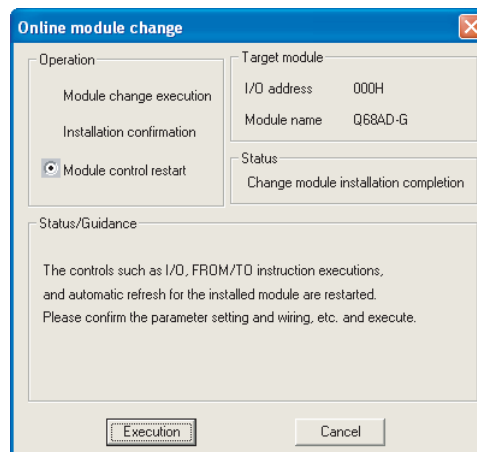 Online module change
Operation
Module change execution
Installation confirmation
Module control restart
Target module
I/O address 000H
Module name Q68AD-G
Status
Change module installation completion
Status/Guidance
The controls such as I/O, FROM/TO instruction executions,
and automatic refresh for the installed module are restarted.
Please confirm the parameter setting and wiring, etc. and execute.
Execution
Cancel